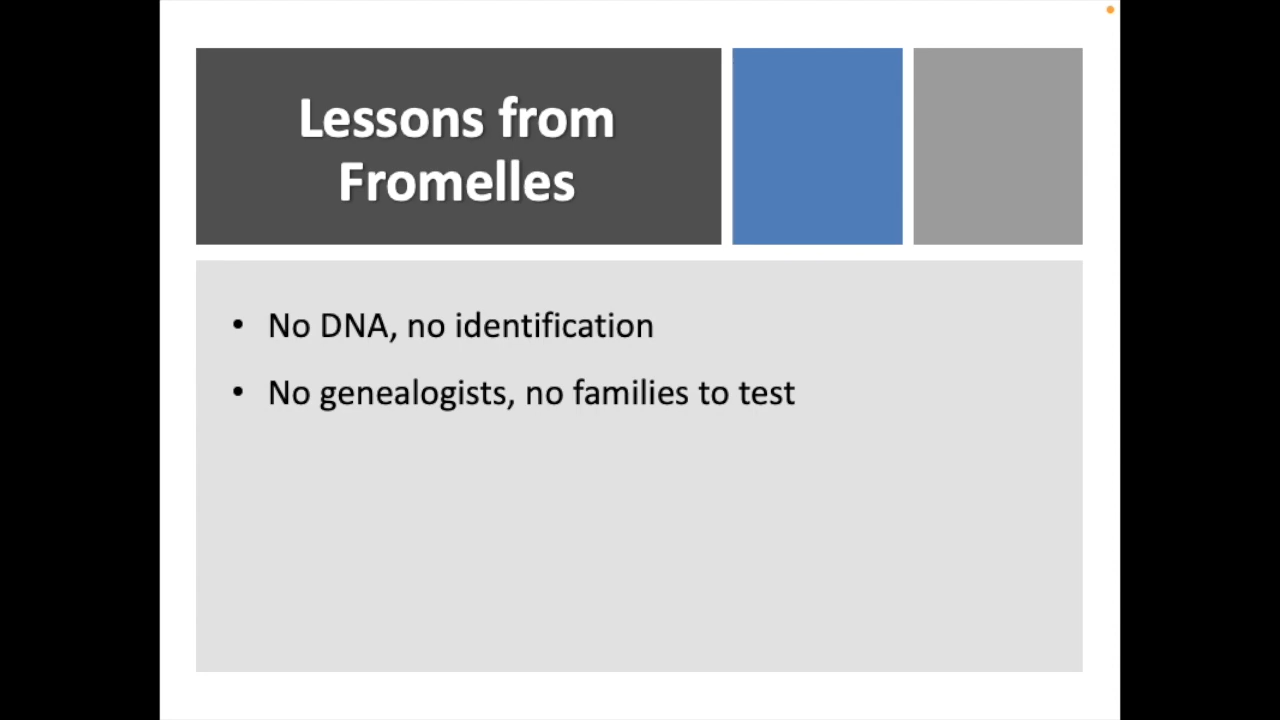 Lessons from
Fromelles
• No DNA, no identification
• No genealogists, no families to test